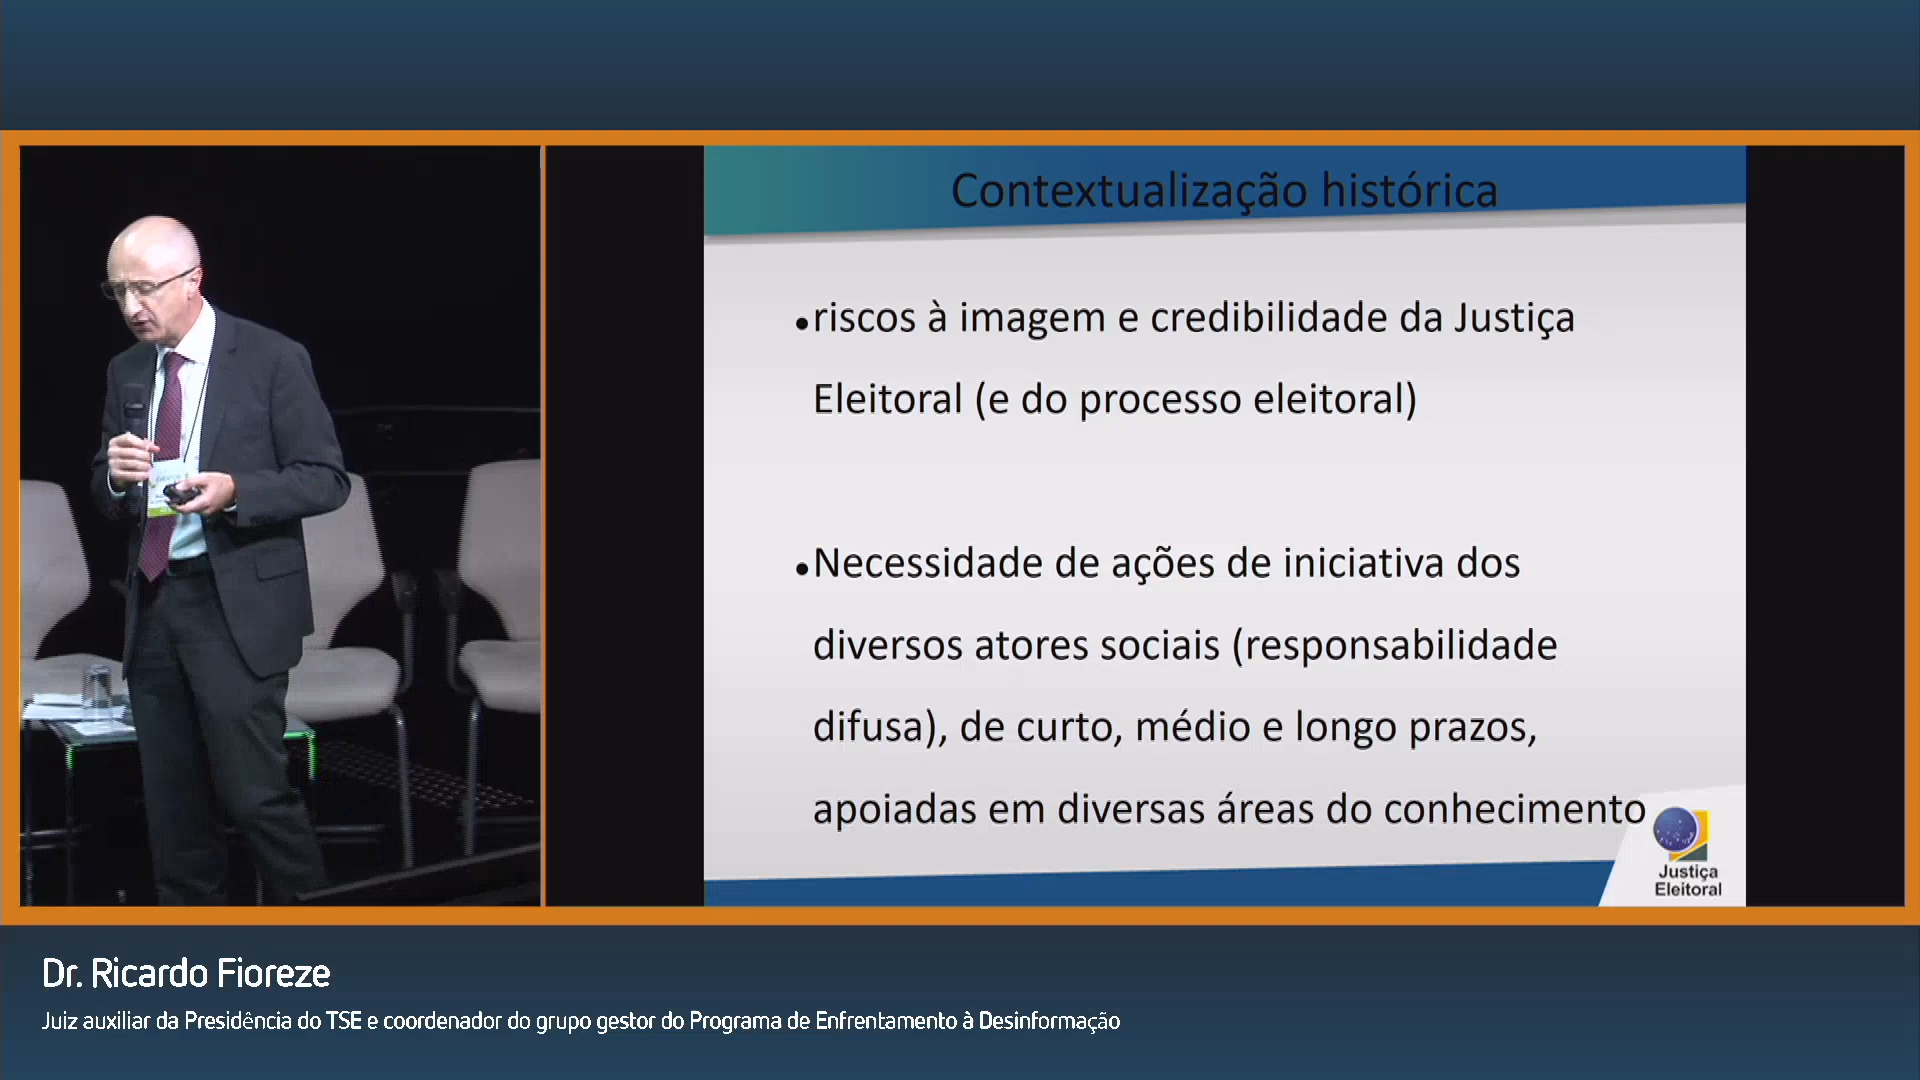 Contextualização histórica
•riscos à imagem e credibilidade da Justiça
Eleitoral (e do processo eleitoral)
•Necessidade de ações de iniciativa dos
diversos atores sociais (responsabilidade
difusa), de curto, médio e longo prazos,
apoiadas em diversas áreas do conhecimento
Justiça
Eleitoral
Dr. Ricardo Fioreze
Juiz auxiliar da Presidência do TSE e coordenador do grupo gestor do Programa de Enfrentamento à Desinformação